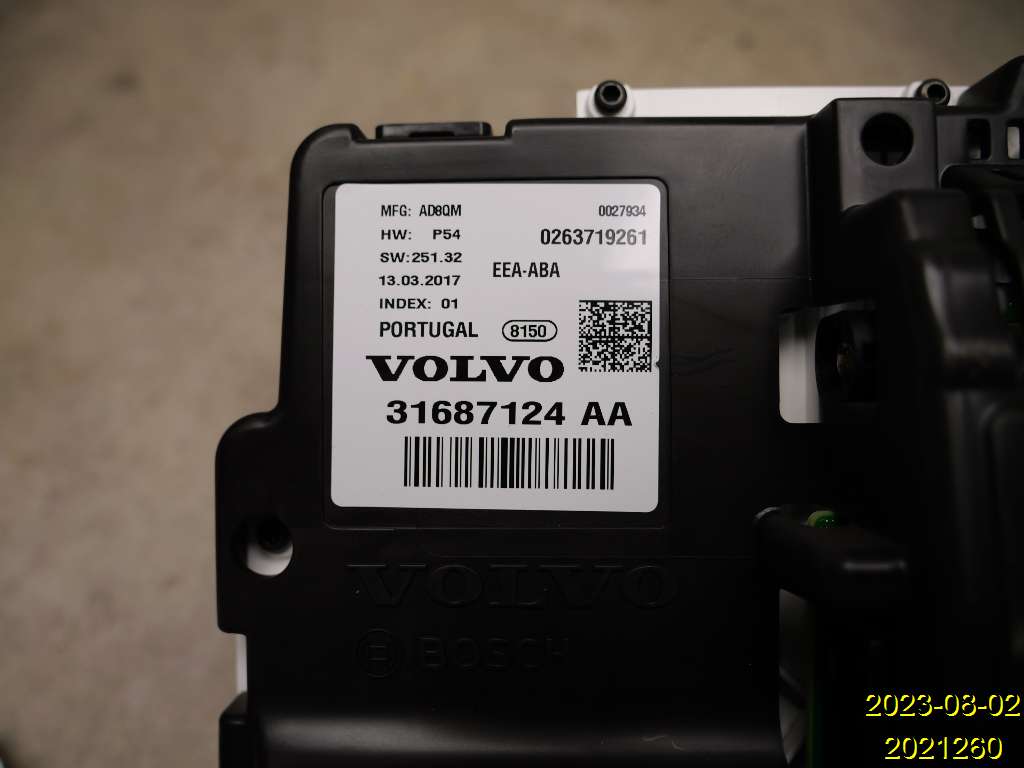 MFG: AD8QM 0027934
HW: P54 0263719261
SW:251.32
EEA-ABA
13.03.2017
INDEX: 01
PORTUGAL 8150
VOLVO
31687124 AA
VOLVO
BOSCH
2023-08-02
2021260